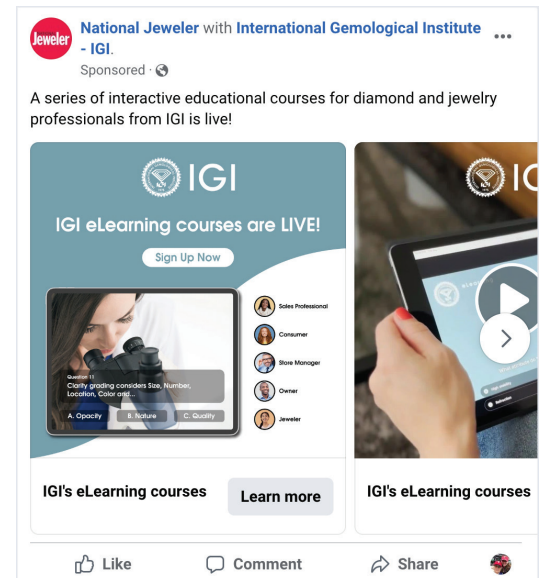 Jeweler
National Jeweler with International Gemological Institute
- IGI.
Sponsored ·
A series of interactive educational courses for diamond and jewelry
professionals from IGI is live!
IGI
IGI eLearning courses are LIVE!
Sign Up Now
Sales Professional
Consumer
Store Manager
Owner
Jeweler
Question 11
Clarity grading considers Size, Number,
Location, Color and...
A. Opacity B. Nature C. Quality
IGI's eLearning courses
Learn more
IG
IGI's eLearning courses
Like Comment Share